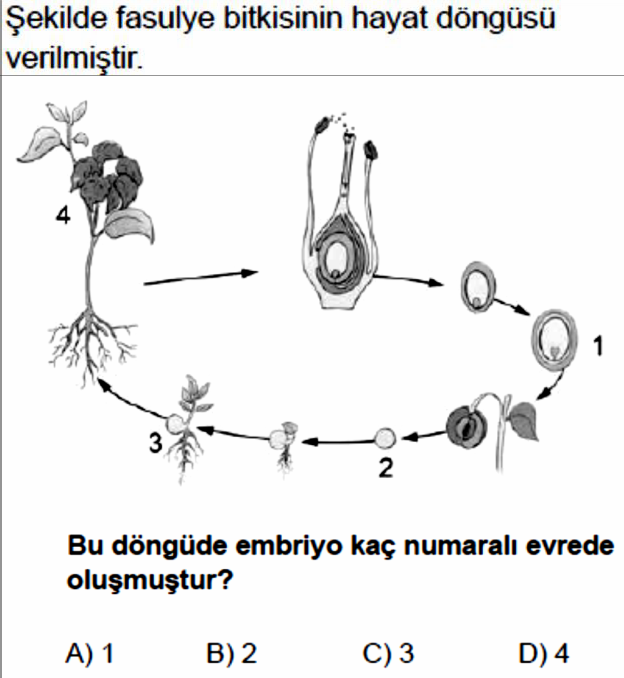 Şekilde fasulye bitkisinin hayat döngüsü
verilmiştir.
4
1
3
2
Bu döngüde embriyo kaç numaralı evrede
oluşmuştur?
A) 1 B) 2 C) 3 D) 4